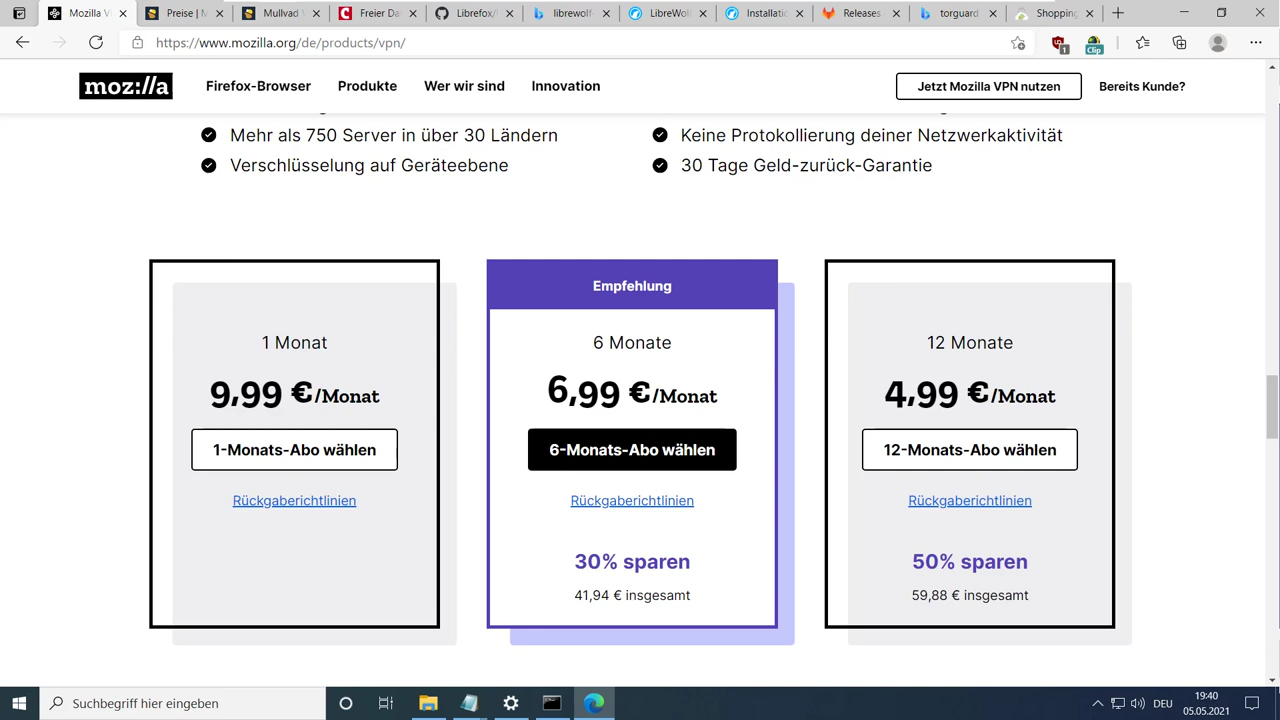 Mozilla V
Preise | M
Mullvad V
Freier Da
Librefox/
librewolf-
LibreWol
Installatio
Releases
torguard
Shopping
https://www.mozilla.org/de/products/vpn/
1
Clip
moz://a
Firefox-Browser
Produkte
Wer wir sind
Innovation
Jetzt Mozilla VPN nutzen
Bereits Kunde?
Mehr als 750 Server in über 30 Ländern
Keine Protokollierung deiner Netzwerkaktivität
Verschlüsselung auf Geräteebene
30 Tage Geld-zurück-Garantie
1 Monat
9,99 €/Monat
1-Monats-Abo wählen
Rückgaberichtlinien
Empfehlung
6 Monate
6,99 €/Monat
6-Monats-Abo wählen
Rückgaberichtlinien
30% sparen
41,94 € insgesamt
12 Monate
4,99 €/Monat
12-Monats-Abo wählen
Rückgaberichtlinien
50% sparen
59,88 € insgesamt
Suchbegriff hier eingeben
DEU
19:40
05.05.2021